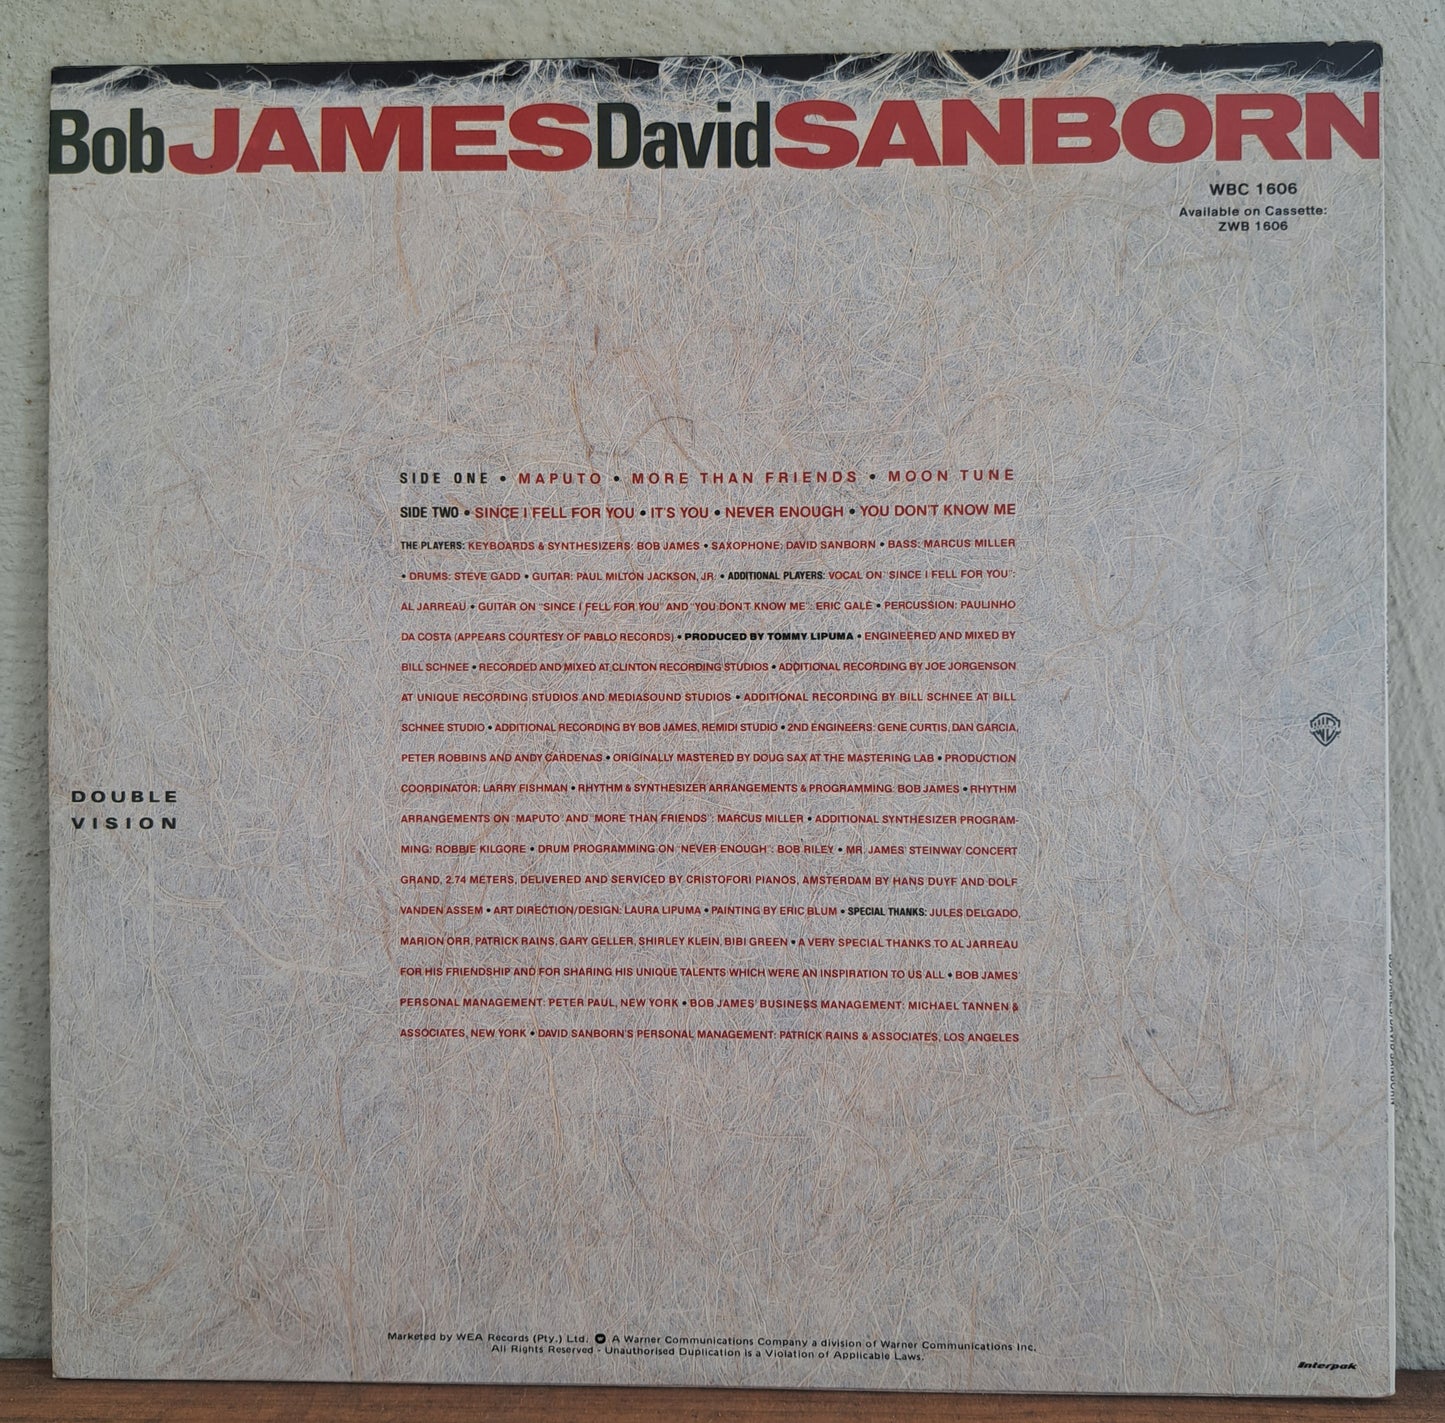 Bob JAMES David SANBORN
WBC 1606
Available on Cassette:
ZWB 1606
SIDE ONE • MAPUTO • MORE THAN FRIENDS • MOON TUNE
SIDE TWO • SINCE I FELL FOR YOU • IT'S YOU • NEVER ENOUGH • YOU DON'T KNOW ME
THE PLAYERS: KEYBOARDS & SYNTHESIZERS: BOB JAMES • SAXOPHONE: DAVID SANBORN • BASS: MARCUS MILLER
• DRUMS: STEVE GADD • GUITAR: PAUL MILTON JACKSON, JR. • ADDITIONAL PLAYERS: VOCAL ON "SINCE I FELL FOR YOU":
AL JARREAU • GUITAR ON "SINCE I FELL FOR YOU" AND "YOU DON'T KNOW ME": ERIC GALE • PERCUSSION: PAULINHO
DA COSTA (APPEARS COURTESY OF PABLO RECORDS) • PRODUCED BY TOMMY LIPUMA • ENGINEERED AND MIXED BY
BILL SCHNEE • RECORDED AND MIXED AT CLINTON RECORDING STUDIOS • ADDITIONAL RECORDING BY JOE JORGENSON
AT UNIQUE RECORDING STUDIOS AND MEDIASOUND STUDIOS • ADDITIONAL RECORDING BY BILL SCHNEE AT BILL
SCHNEE STUDIO • ADDITIONAL RECORDING BY BOB JAMES, REMIDI STUDIO • 2ND ENGINEERS: GENE CURTIS, DAN GARCIA,
PETER ROBBINS AND ANDY CARDENAS • ORIGINALLY MASTERED BY DOUG SAX AT THE MASTERING LAB • PRODUCTION
COORDINATOR: LARRY FISHMAN • RHYTHM & SYNTHESIZER ARRANGEMENTS & PROGRAMMING: BOB JAMES • RHYTHM
ARRANGEMENTS ON "MAPUTO" AND "MORE THAN FRIENDS": MARCUS MILLER • ADDITIONAL SYNTHESIZER PROGRAM-
MING: ROBBIE KILGORE • DRUM PROGRAMMING ON "NEVER ENOUGH": BOB RILEY • MR. JAMES' STEINWAY CONCERT
GRAND, 2.74 METERS, DELIVERED AND SERVICED BY CRISTOFORI PIANOS, AMSTERDAM BY HANS DUYF AND DOLF
VANDEN ASSEM • ART DIRECTION/DESIGN: LAURA LIPUMA • PAINTING BY ERIC BLUM • SPECIAL THANKS: JULES DELGADO,
MARION ORR, PATRICK RAINS, GARY GELLER, SHIRLEY KLEIN, BIBI GREEN • A VERY SPECIAL THANKS TO AL JARREAU
FOR HIS FRIENDSHIP AND FOR SHARING HIS UNIQUE TALENTS WHICH WERE AN INSPIRATION TO US ALL • BOB JAMES'
PERSONAL MANAGEMENT: PETER PAUL, NEW YORK • BOB JAMES' BUSINESS MANAGEMENT: MICHAEL TANNEN &
ASSOCIATES, NEW YORK • DAVID SANBORN'S PERSONAL MANAGEMENT: PATRICK RAINS & ASSOCIATES, LOS ANGELES
DOUBLE
VISION
Marketed by WEA Records (Pty.) Ltd. A Warner Communications Company a division of Warner Communications Inc.
All Rights Reserved - Unauthorised Duplication is a Violation of Applicable Laws.
Interpak
BOB JAMES/DAVID SANBORN